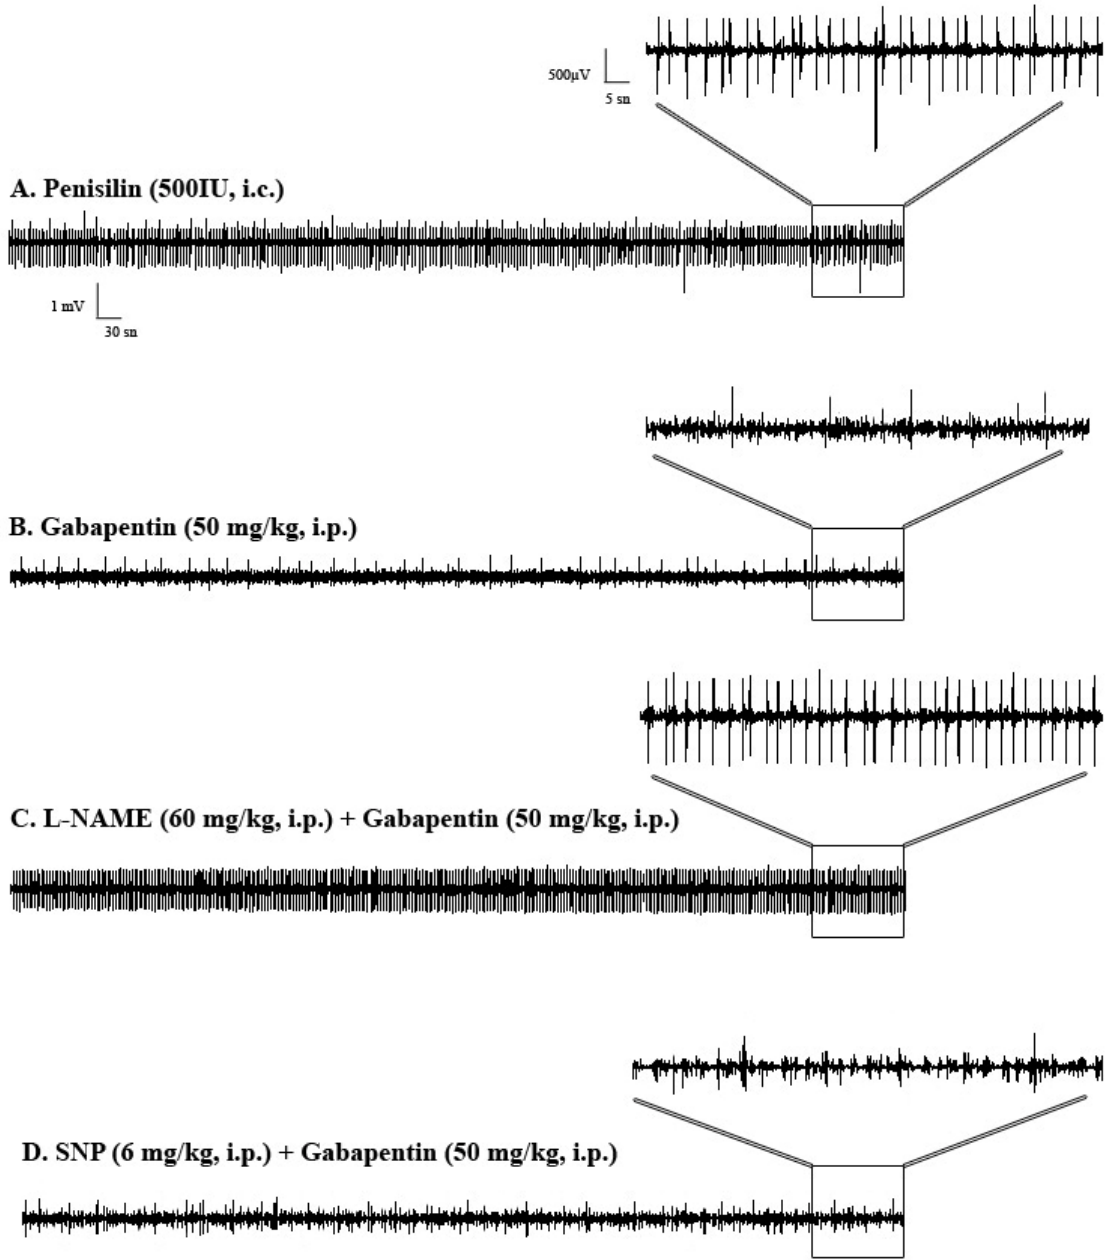 500µV
5 sn
A. Penisilin (500IU, i.c.)
1 mV
30 sn
B. Gabapentin (50 mg/kg, i.p.)
C. L-NAME (60 mg/kg, i.p.) + Gabapentin (50 mg/kg, i.p.)
D. SNP (6 mg/kg, i.p.) + Gabapentin (50 mg/kg, i.p.)